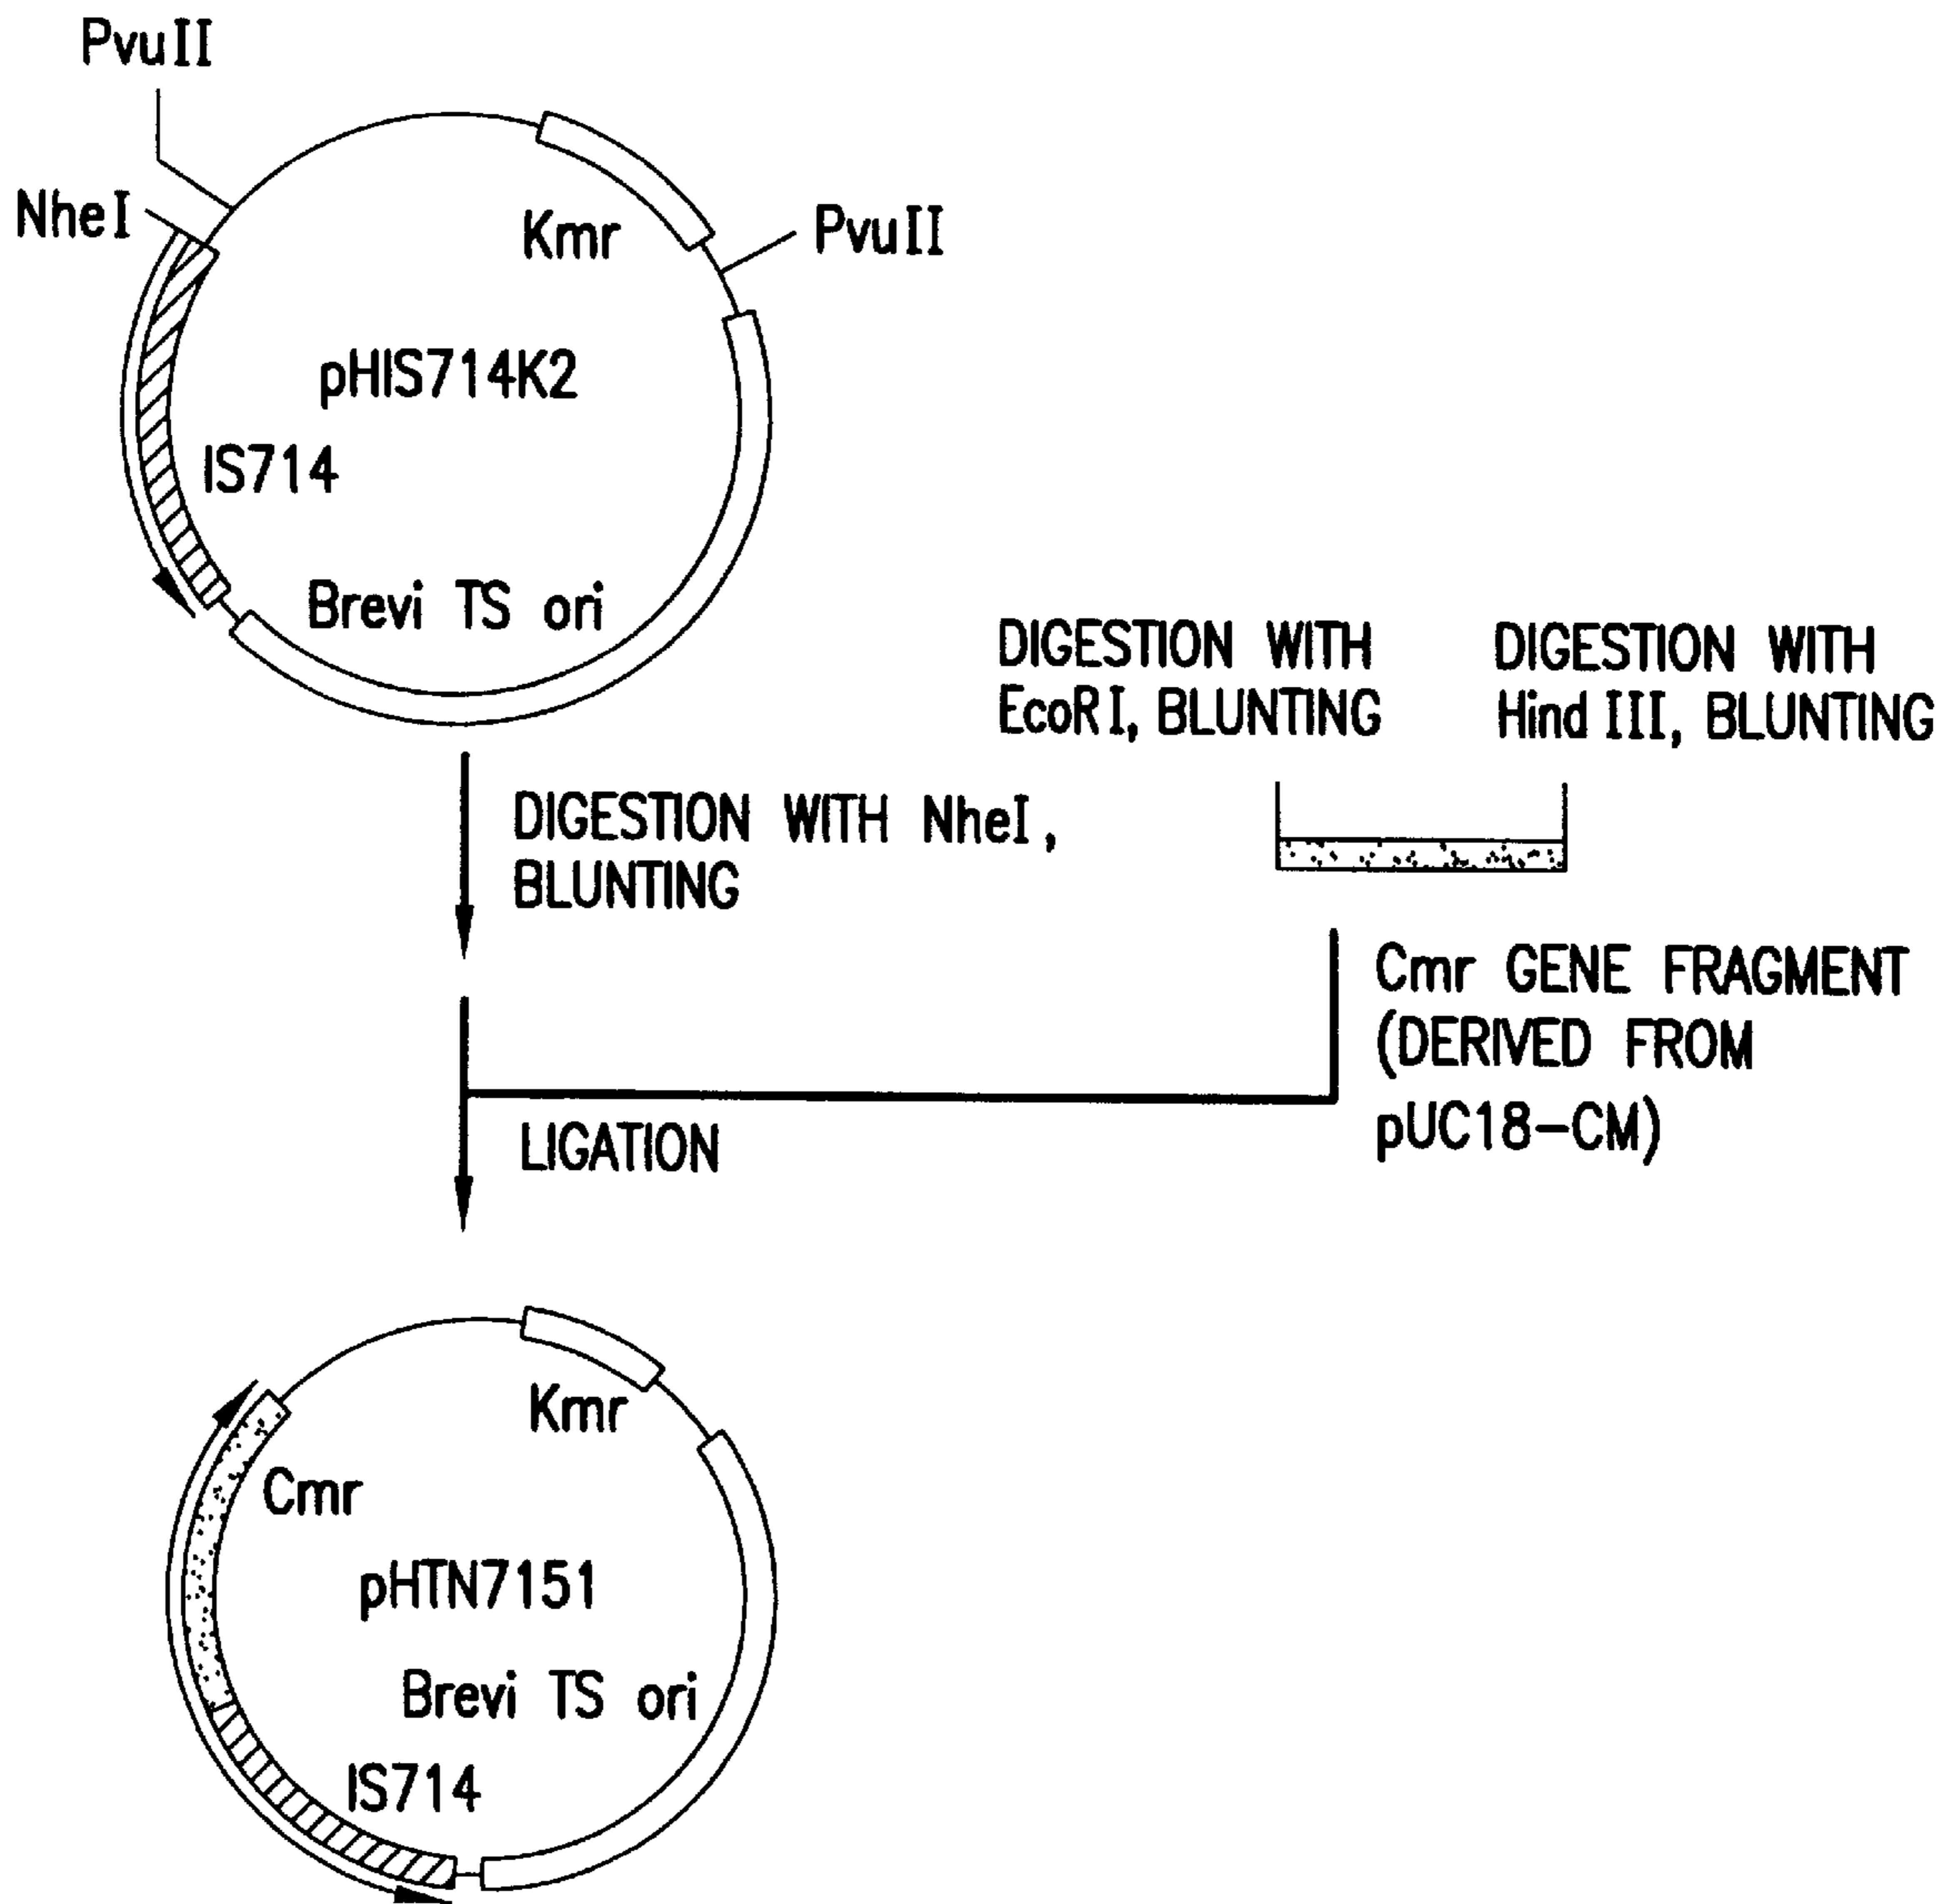 PvuII
NheI
Kmr
PvuII
pHIS714K2
IS714
Brevi TS ori
DIGESTION WITH
EcoRI, BLUNTING
DIGESTION WITH
Hind III, BLUNTING
DIGESTION WITH NheI,
BLUNTING
Cmr GENE FRAGMENT
(DERIVED FROM
pUC18-CM)
LIGATION
Kmr
Cmr
pHTN7151
Brevi TS ori
IS714